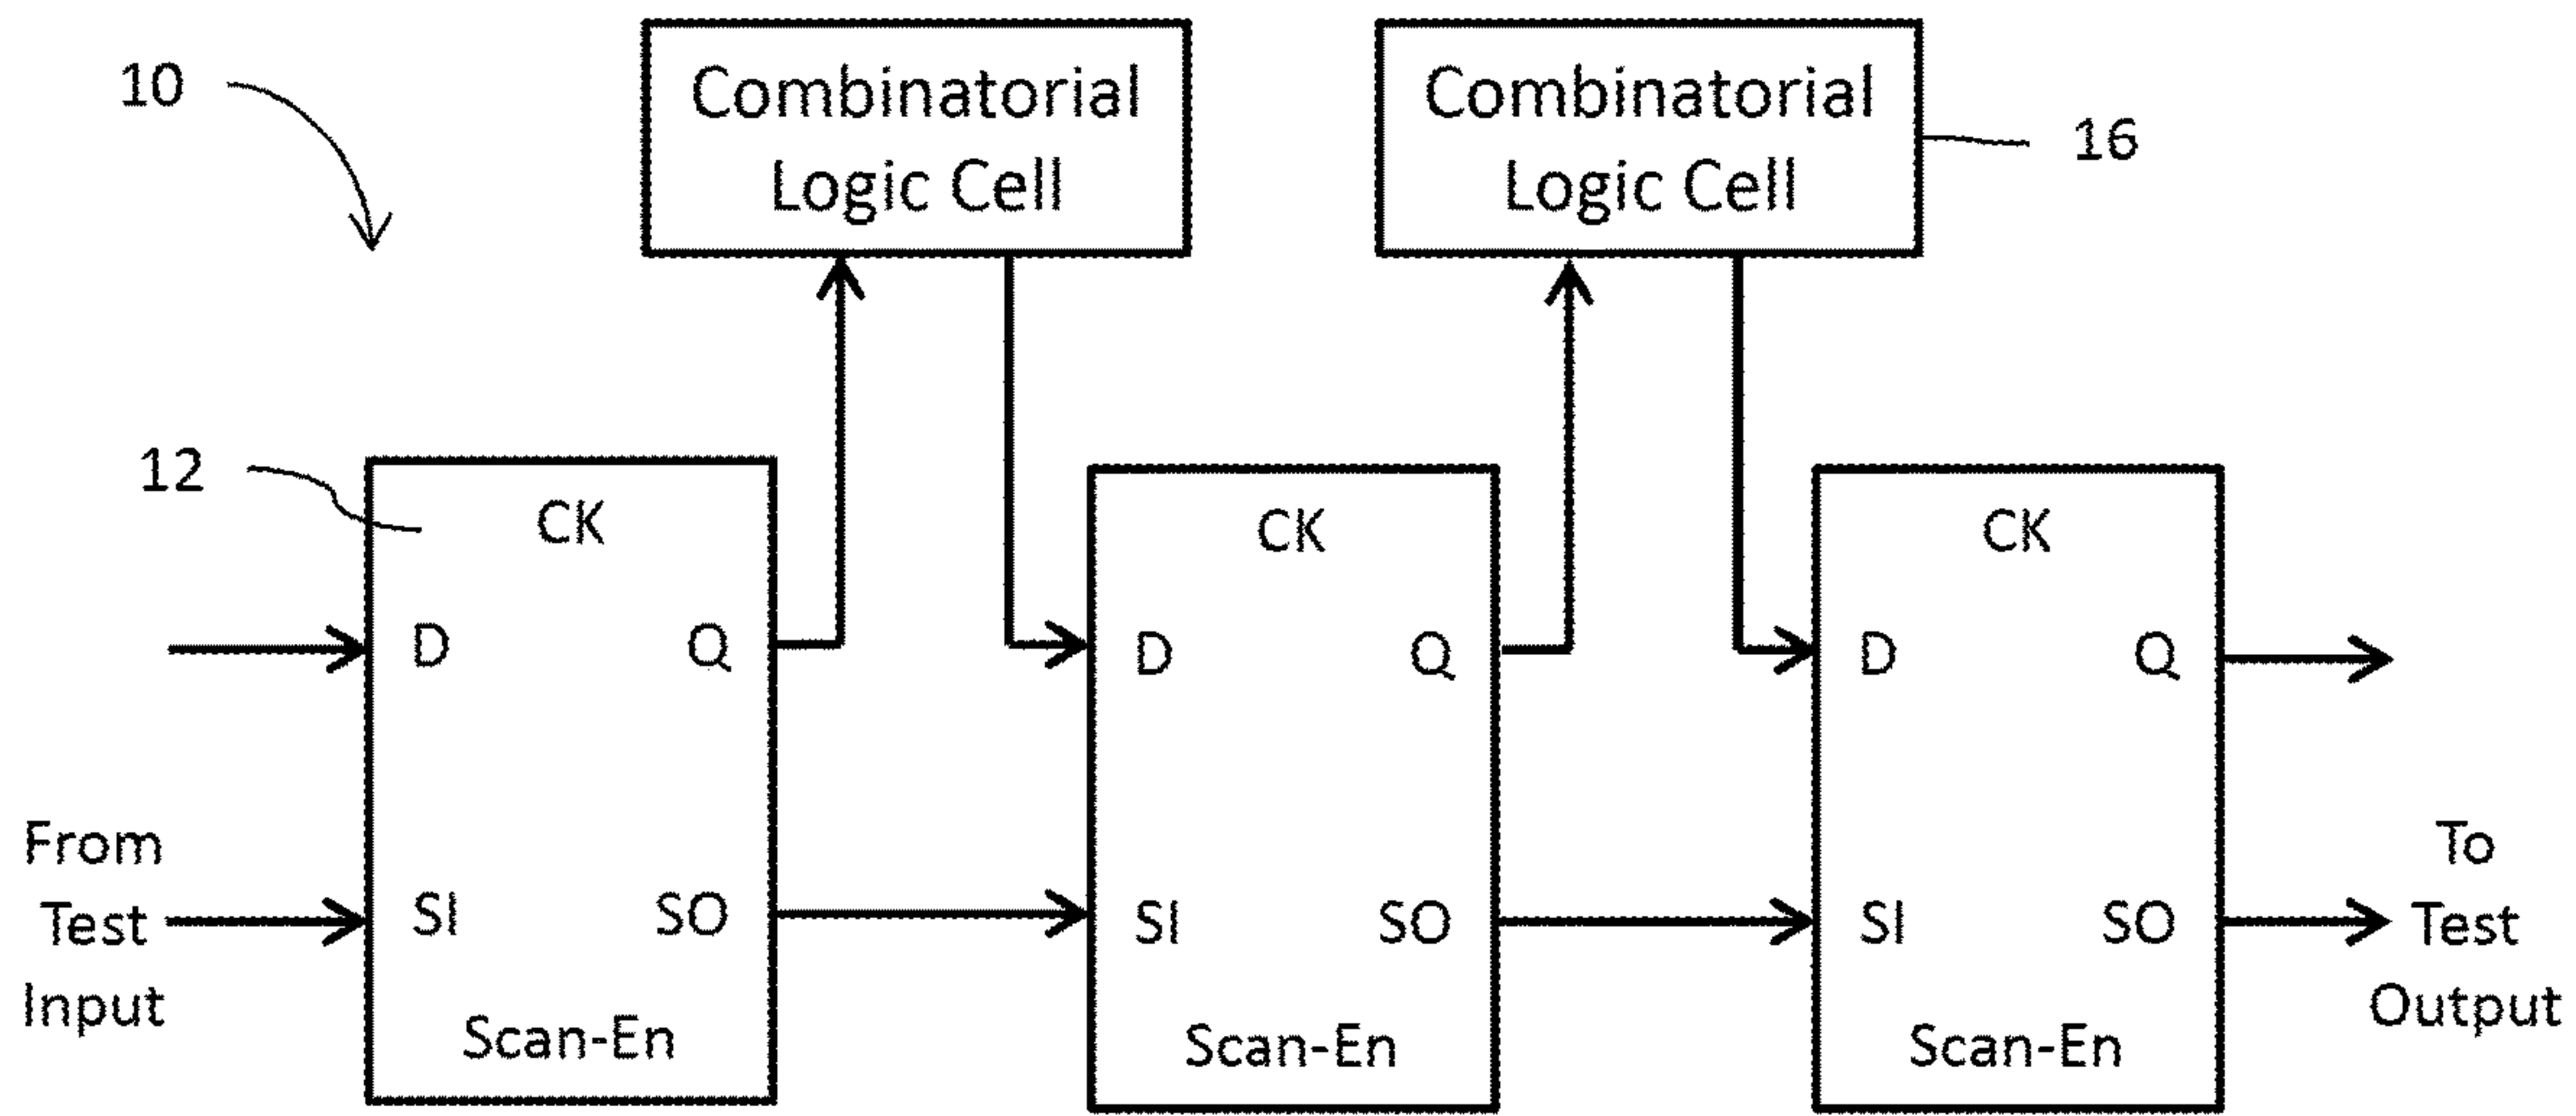 10
Combinatorial
Logic Cell
Combinatorial
Logic Cell
16
12
CK
D
Q
SI
SO
Scan-En
CK
D
Q
SI
SO
Scan-En
CK
D
Q
SI
SO
Scan-En
From
Test
Input
To
Test
Output